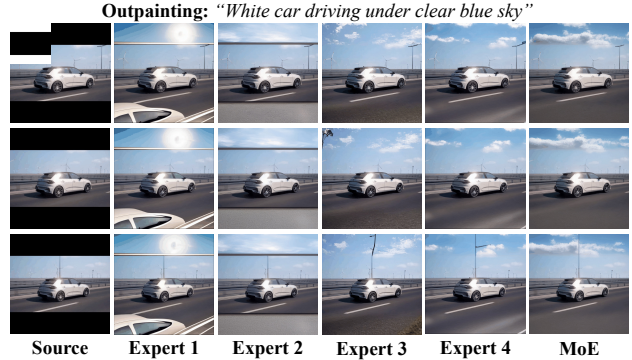 Outpainting: “White car driving under clear blue sky”
Source Expert 1 Expert 2 Expert 3 Expert 4 MoE